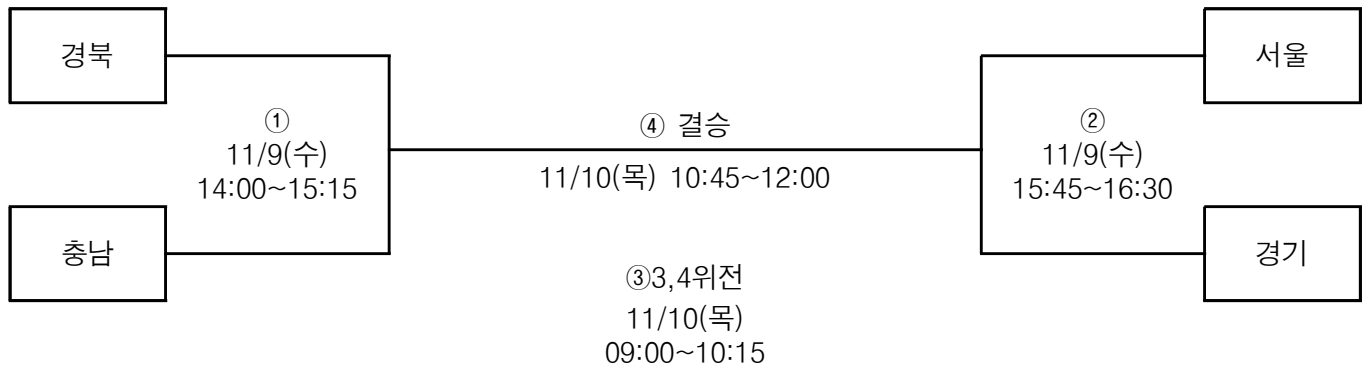 경북
서울
①
11/9(수)
14:00~15:15
④ 결승
11/10(목) 10:45~12:00
②
11/9(수)
15:45~16:30
충남
경기
③3,4위전
11/10(목)
09:00~10:15